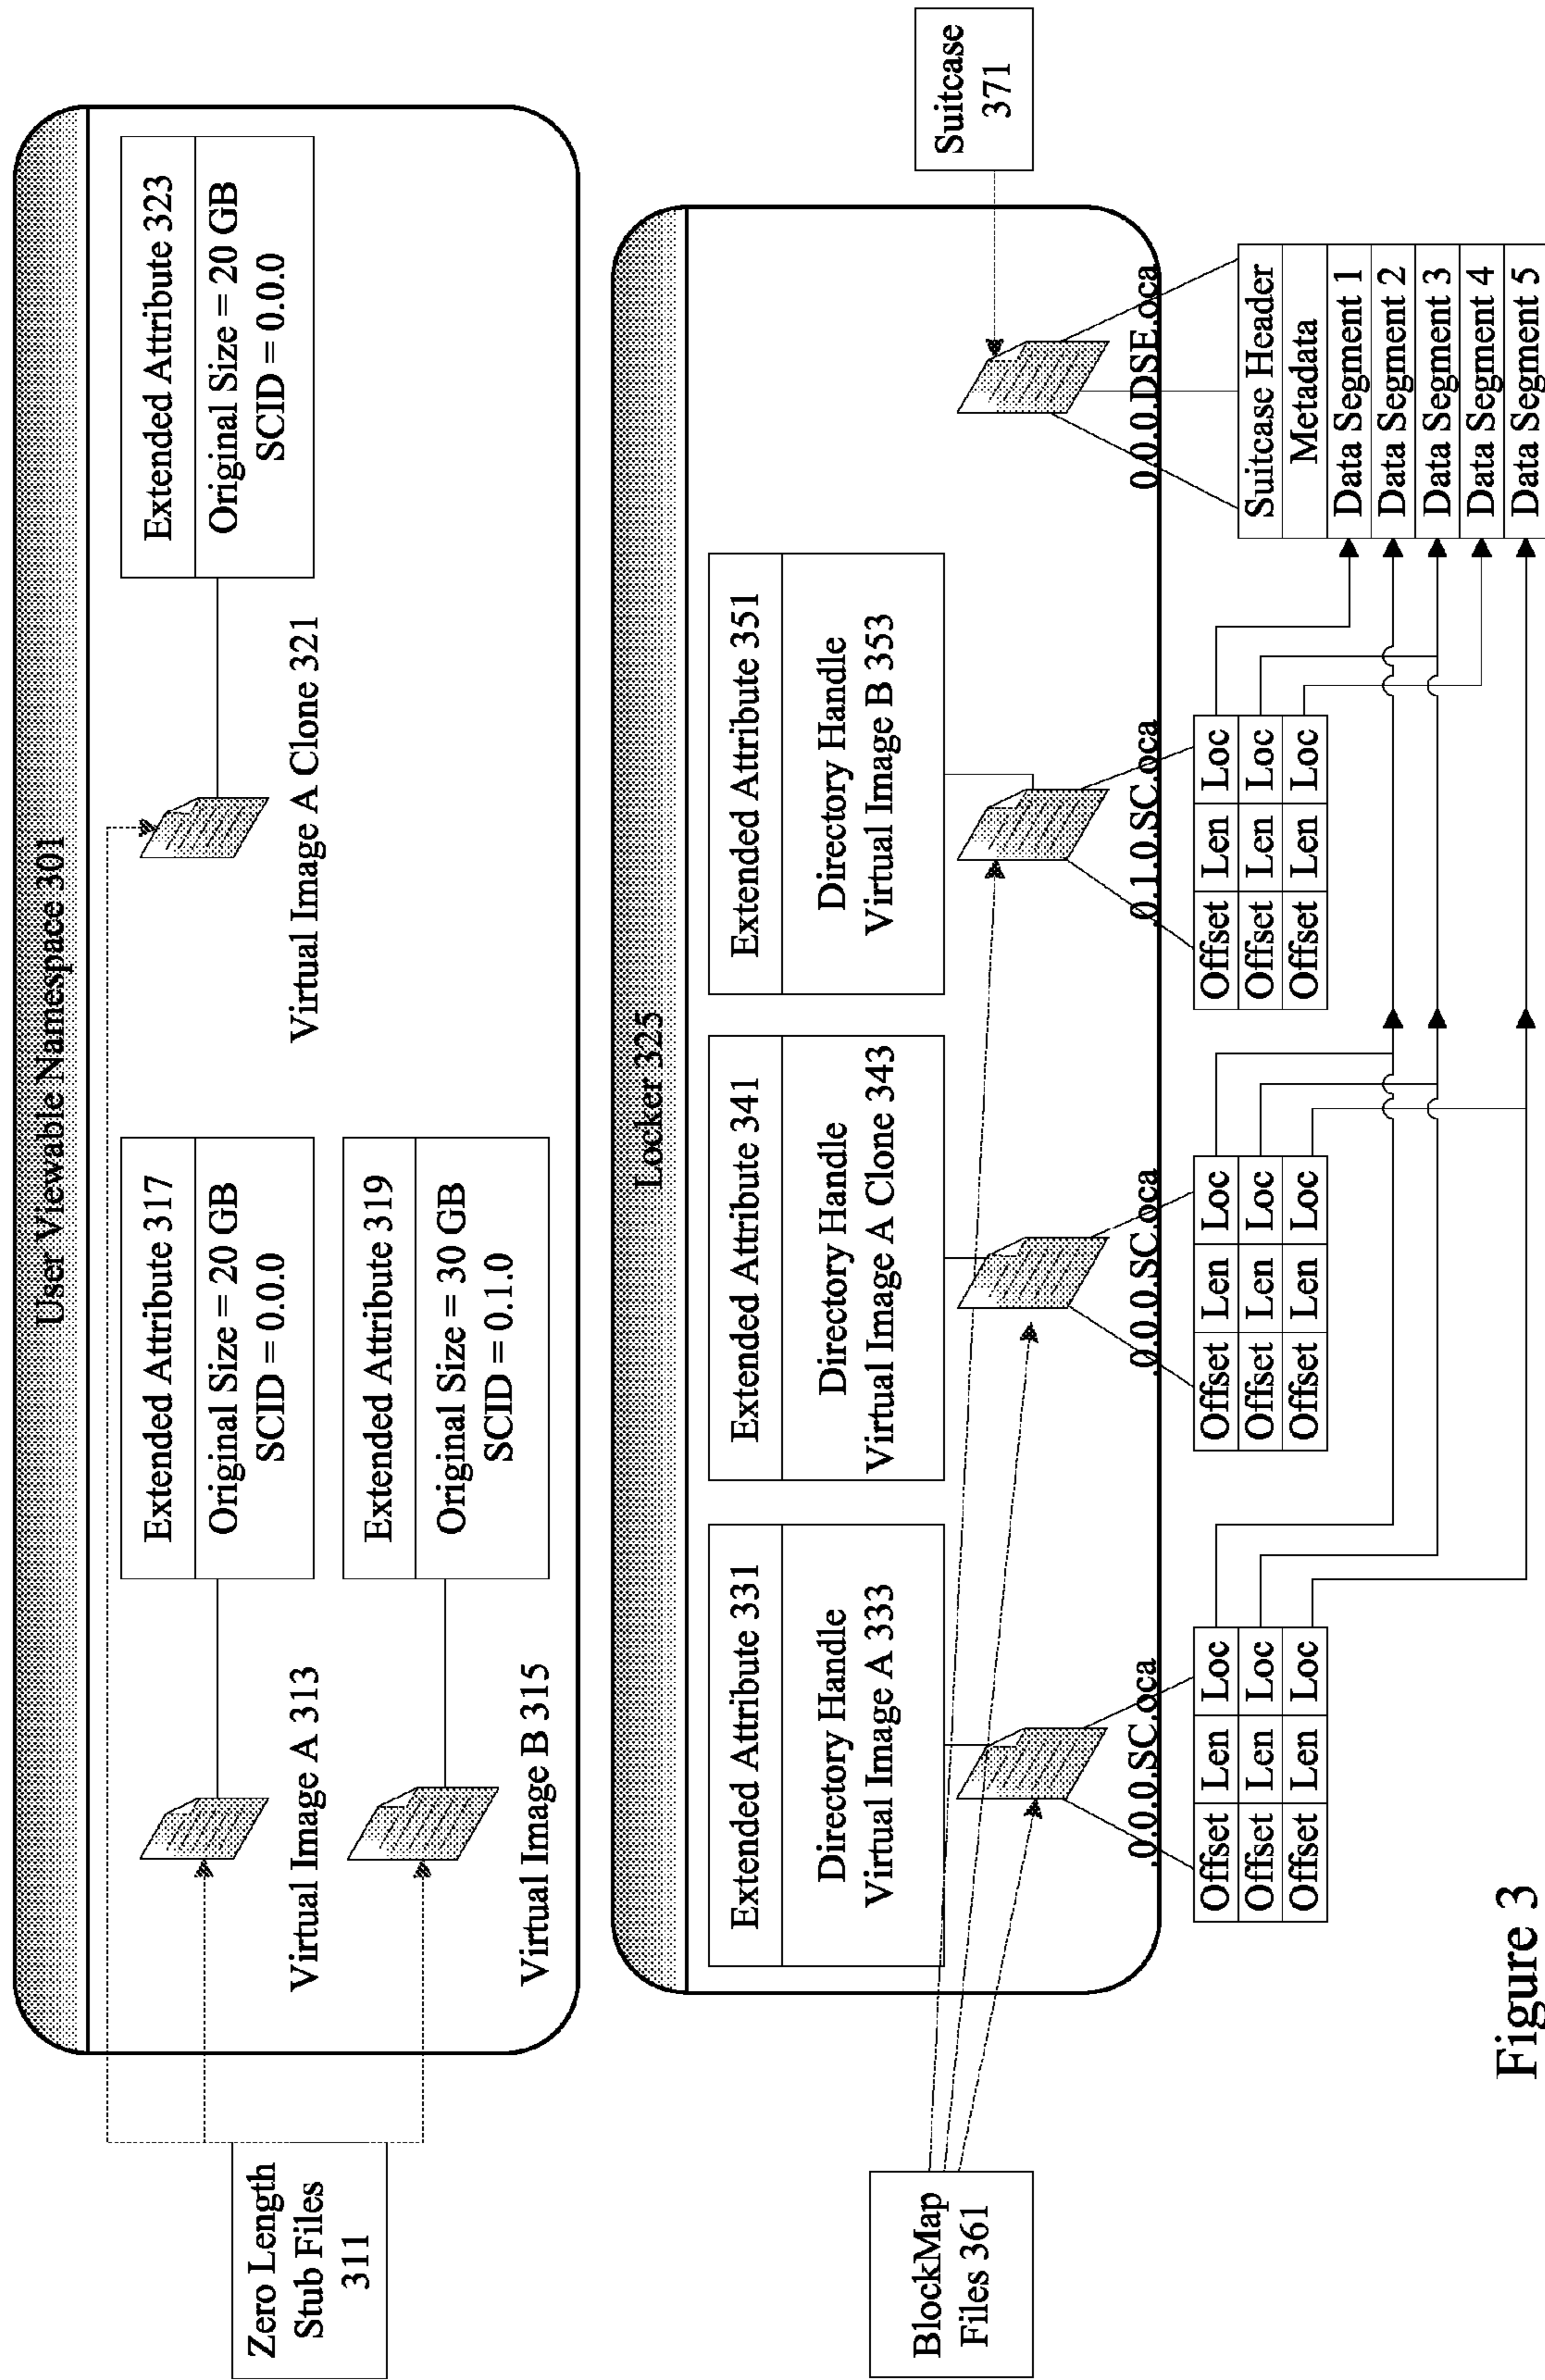 User Viewable Namespace 301
Zero Length
Stub Files
311
Extended Attribute 317
Original Size = 20 GB
SCID = 0.0.0
Virtual Image A 313
Extended Attribute 319
Original Size = 30 GB
SCID = 0.1.0
Virtual Image B 315
Extended Attribute 323
Original Size = 20 GB
SCID = 0.0.0
Virtual Image A Clone 321
Locker 325
BlockMap
Files 361
Extended Attribute 331
Directory Handle
Virtual Image A 333
.0.0.0.SC.oca
Extended Attribute 341
Directory Handle
Virtual Image A Clone 343
.0.0.0.SC.oca
Extended Attribute 351
Directory Handle
Virtual Image B 353
.0.1.0.SC.oca
Suitcase
371
0.0.0.DSE.oca
Offset Len Loc
Offset Len Loc
Offset Len Loc
Offset Len Loc
Offset Len Loc
Offset Len Loc
Offset Len Loc
Offset Len Loc
Offset Len Loc
Suitcase Header
Metadata
Data Segment 1
Data Segment 2
Data Segment 3
Data Segment 4
Data Segment 5
Figure 3